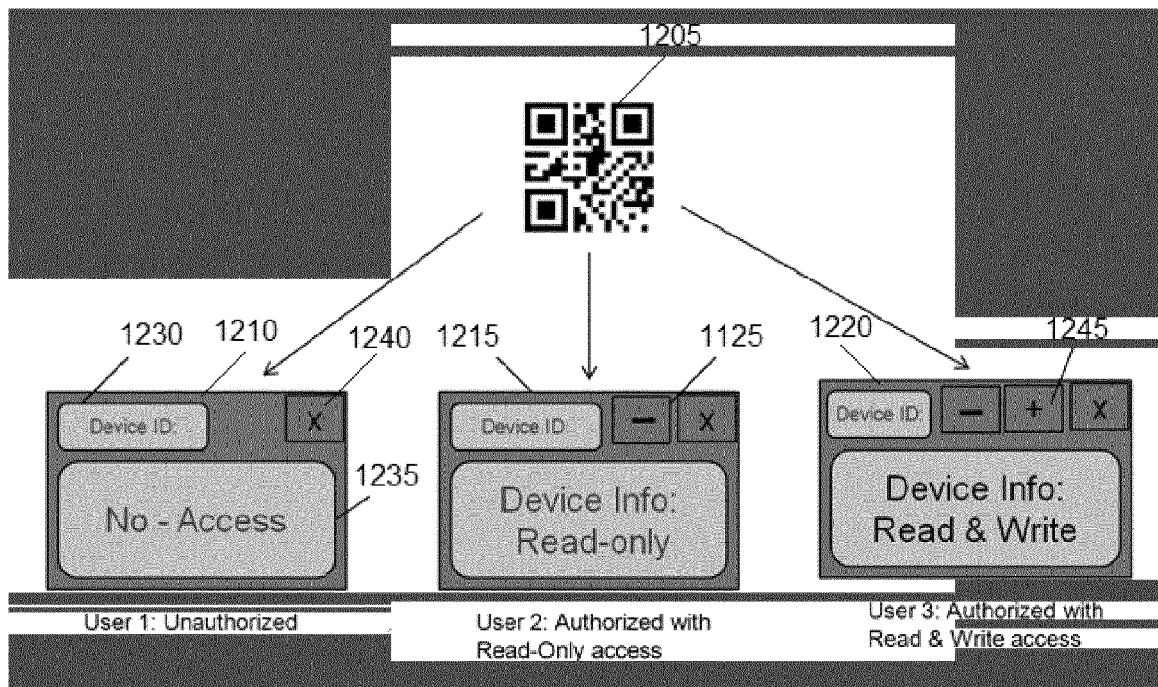 1205
1230
1210
1240
1215
1125
1220
1245
Device ID:
X
Device ID:
−
X
Device ID:
−
+
X
No - Access
1235
Device Info:
Read-only
Device Info:
Read & Write
User 1: Unauthorized
User 2: Authorized with
Read-Only access
User 3: Authorized with
Read & Write access